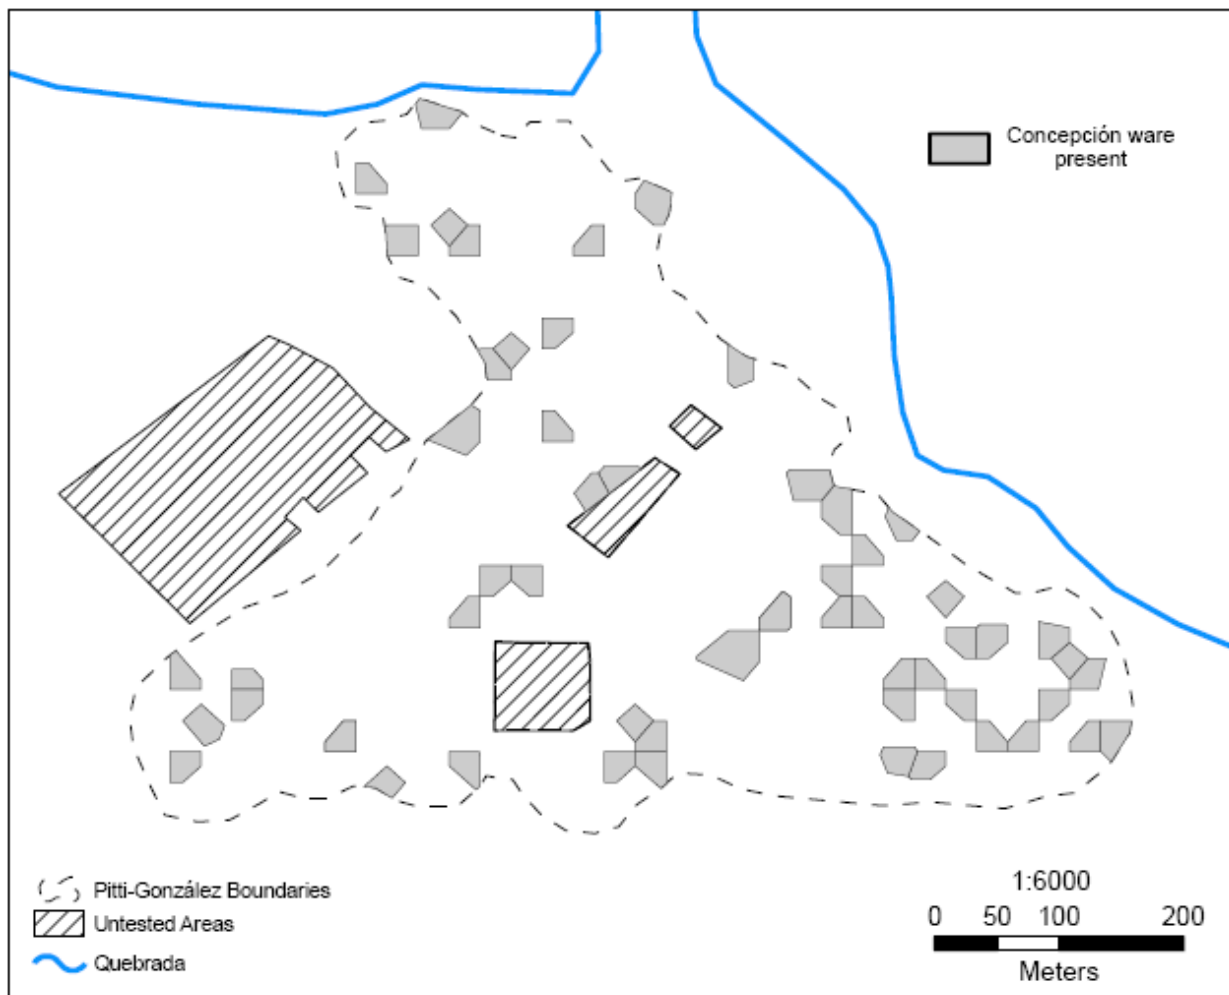 Concepción ware
present
Pitti-González Boundaries
Untested Areas
Quebrada
1:6000
0 50 100 200
Meters